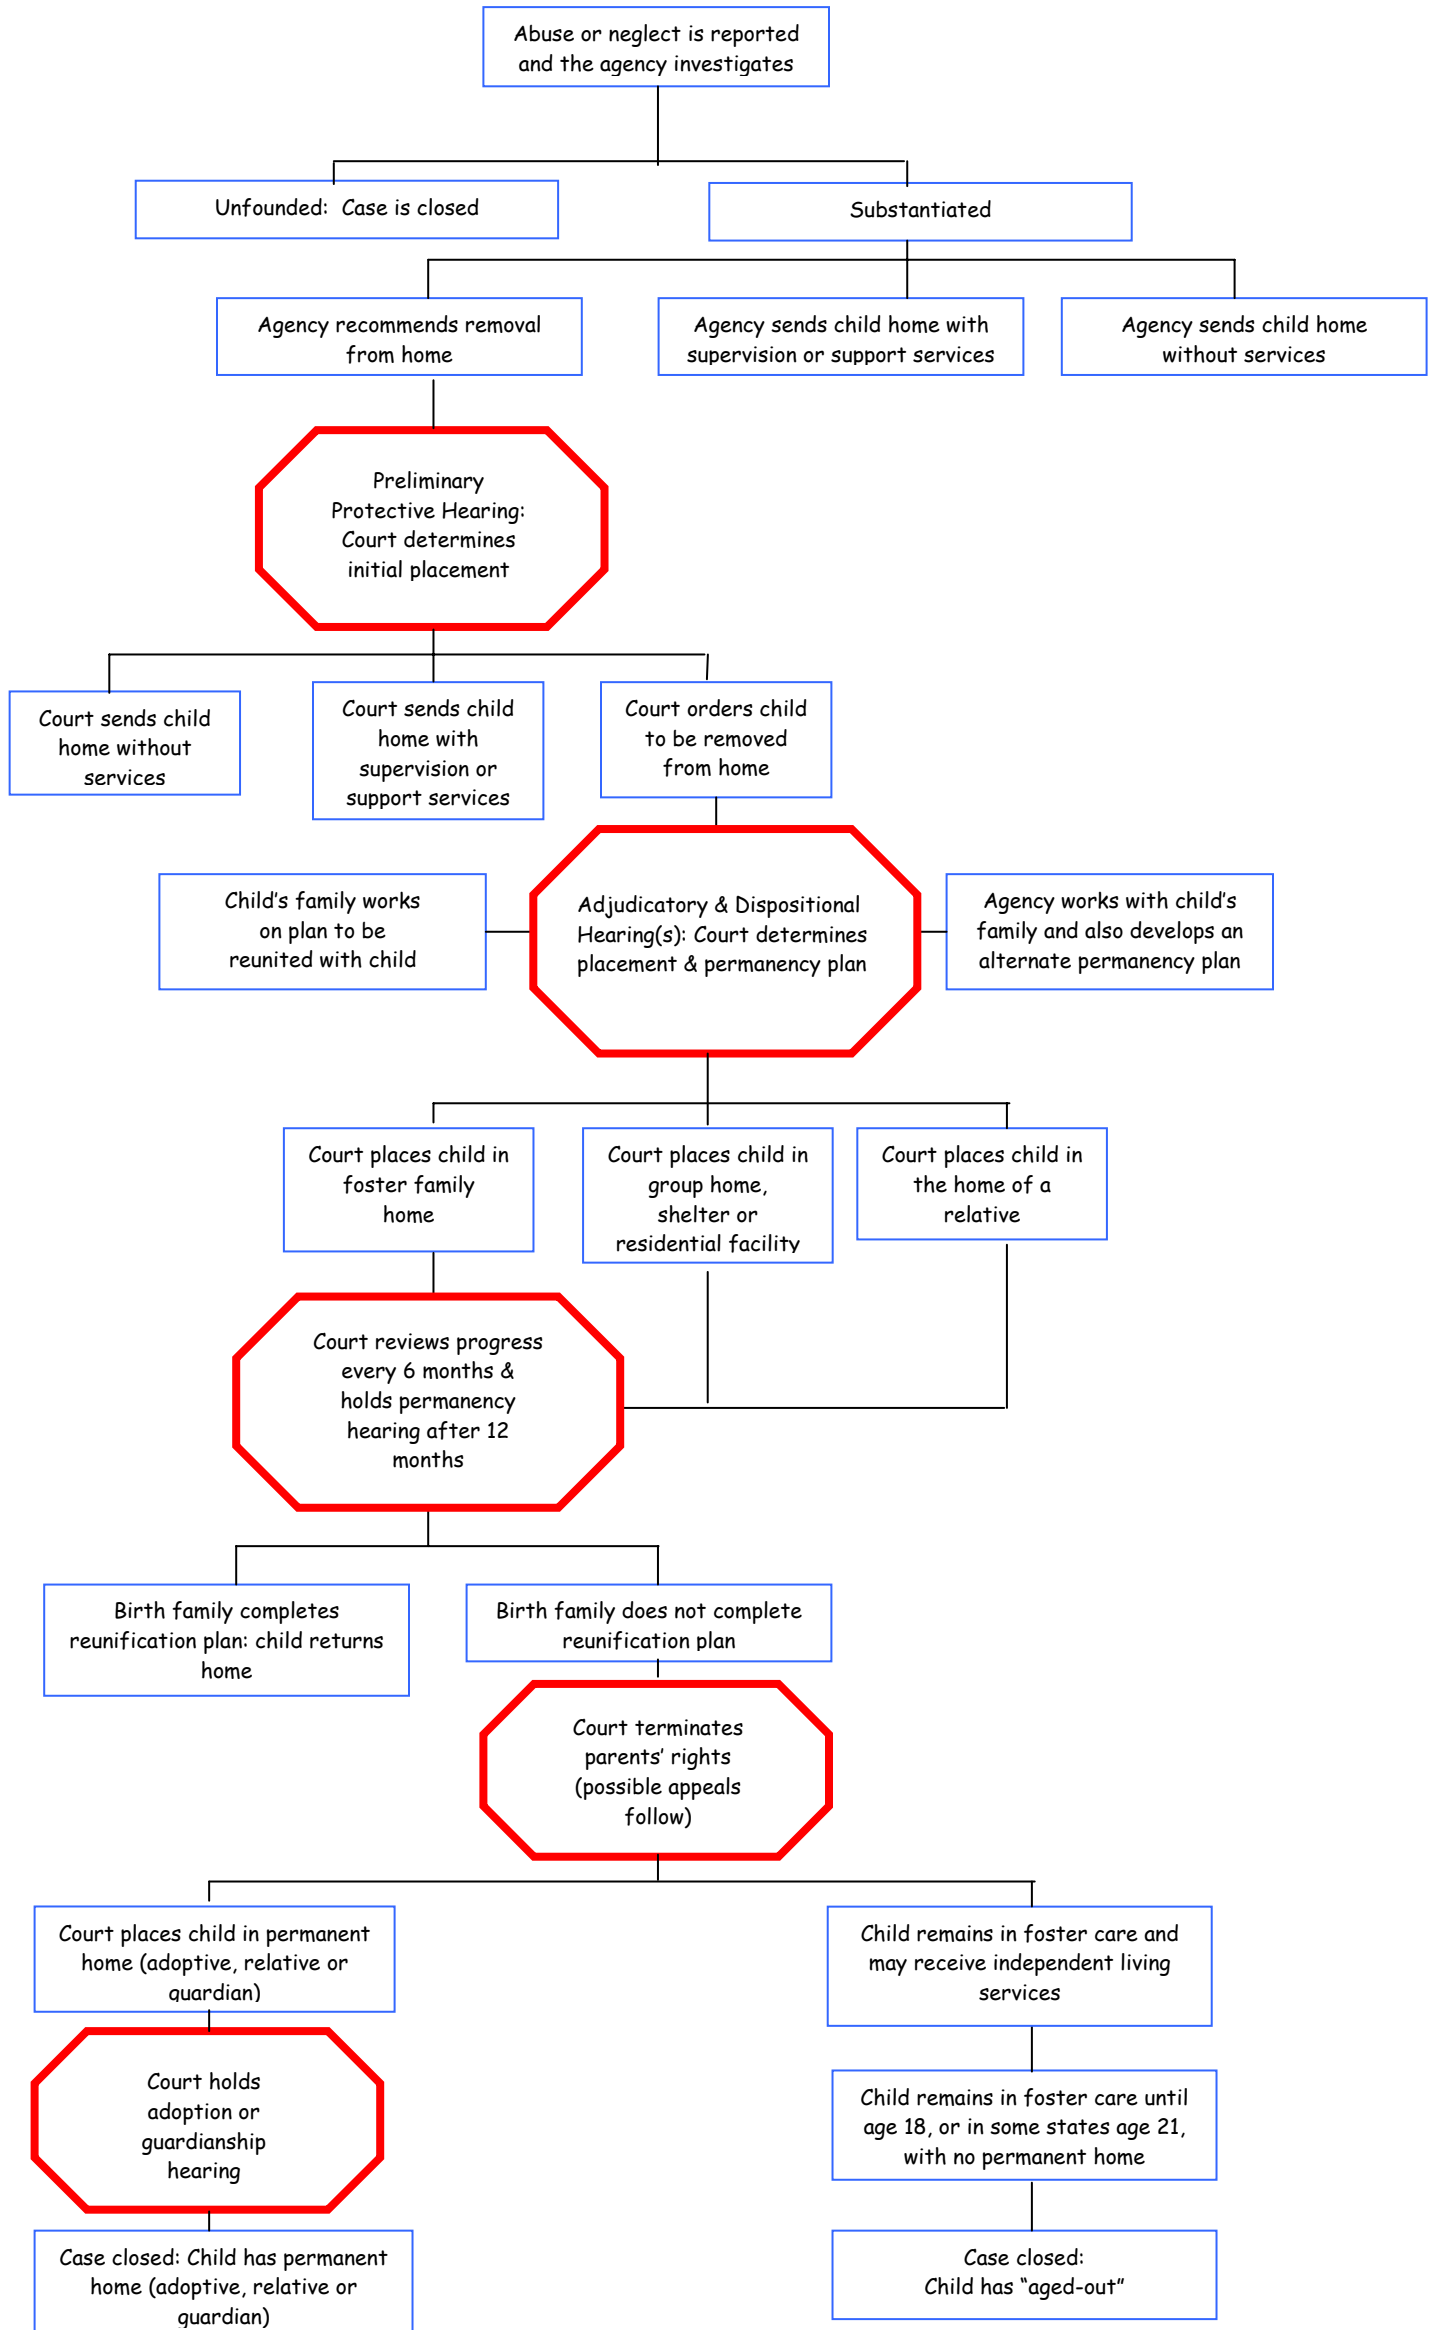 Abuse or neglect is reported
and the agency investigates
Unfounded:  Case is closed
Substantiated
Agency recommends removal
from home
Agency sends child home with
supervision or support services
Agency sends child home
without services
Preliminary
Protective Hearing:
Court determines
initial placement
Court sends child
home without
services
Court sends child
home with
supervision or
support services
Court orders child
to be removed
from home
Child’s family works
on plan to be
reunited with child
Adjudicatory & Dispositional
Hearing(s): Court determines
placement & permanency plan
Agency works with child’s
family and also develops an
alternate permanency plan
Court places child in
foster family
home
Court places child in
group home,
shelter or
residential facility
Court places child in
the home of a
relative
Court reviews progress
every 6 months &
holds permanency
hearing after 12
months
Birth family completes
reunification plan: child returns
home
Birth family does not complete
reunification plan
Court terminates
parents’ rights
(possible appeals
follow)
Court places child in permanent
home (adoptive, relative or
guardian)
Child remains in foster care and
may receive independent living
services
Court holds
adoption or
guardianship
hearing
Child remains in foster care until
age 18, or in some states age 21,
with no permanent home
Case closed: Child has permanent
home (adoptive, relative or
guardian)
Case closed:
Child has “aged-out”